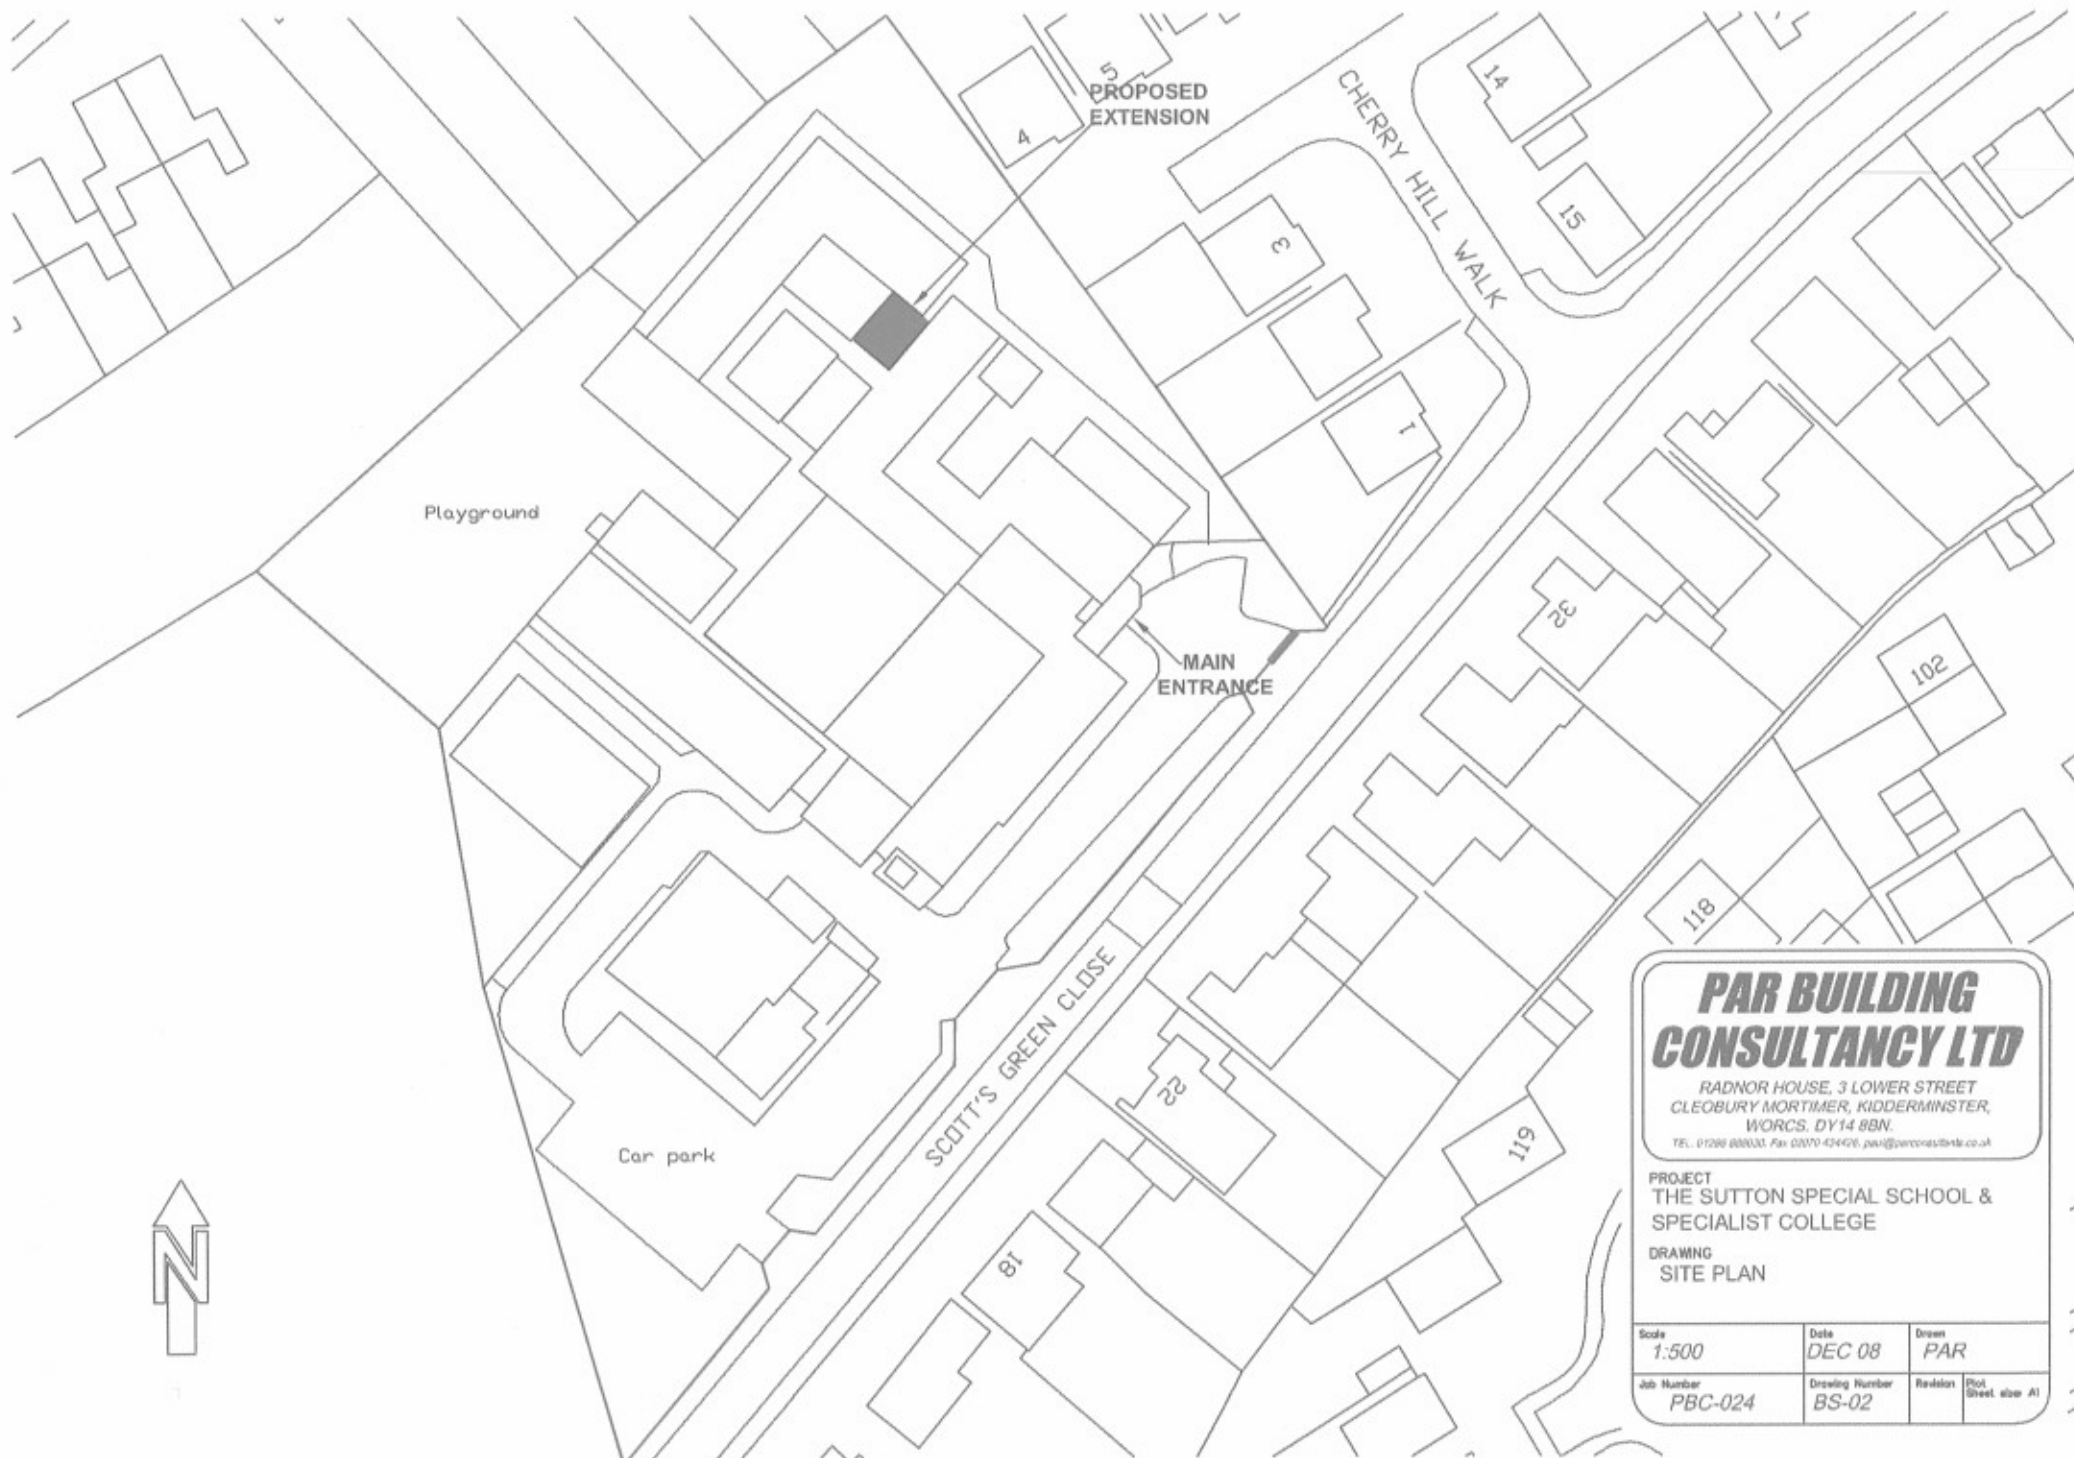 5
PROPOSED
EXTENSION
4
CHERRY HILL WALK
14
15
3
1
Playground
MAIN
ENTRANCE
32
102
118
SCOTT'S GREEN CLOSE
22
119
18
Car park
N
PAR BUILDING
CONSULTANCY LTD
RADNOR HOUSE, 3 LOWER STREET
CLEOBURY MORTIMER, KIDDERMINSTER,
WORCS. DY14 8BN.
PROJECT
THE SUTTON SPECIAL SCHOOL &
SPECIALIST COLLEGE
DRAWING
SITE PLAN
Scale
1:500
Date
DEC 08
Drawn
PAR
Job Number
PBC-024
Drawing Number
BS-02
Revision
Plot
Sheet A1